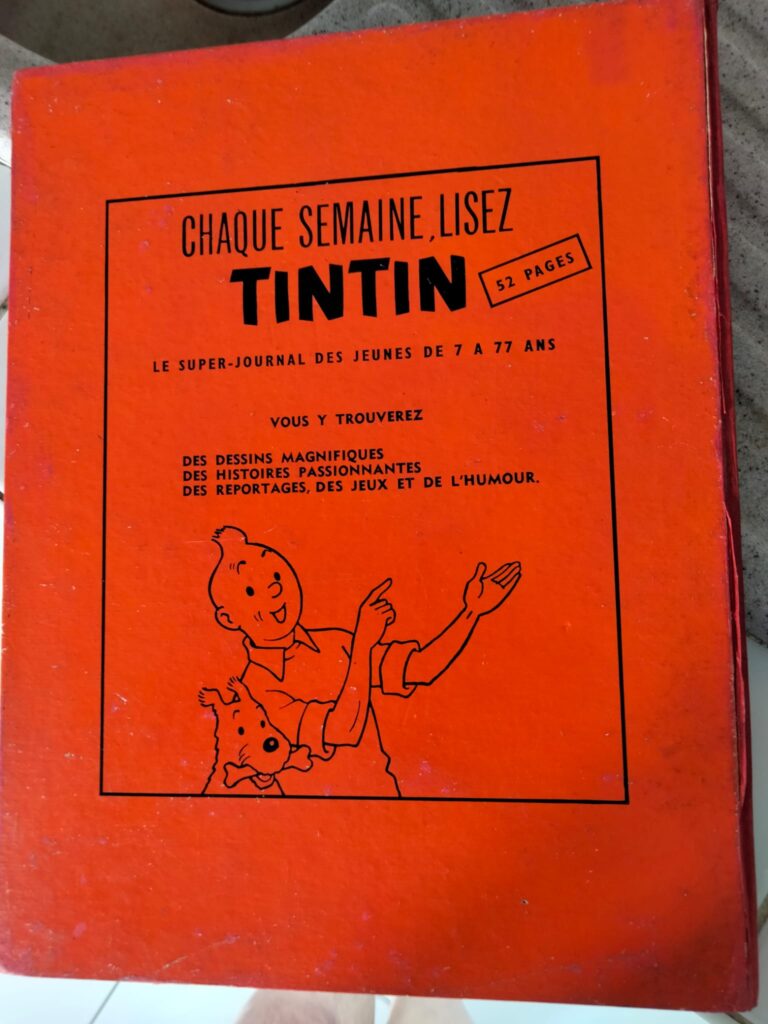 CHAQUE SEMAINE, LISEZ
TINTIN
52 PAGES
LE SUPER-JOURNAL DES JEUNES DE 7 A 77 ANS
VOUS Y TROUVEREZ
DES DESSINS MAGNIFIQUES
DES HISTOIRES PASSIONNANTES
DES REPORTAGES, DES JEUX ET DE L'HUMOUR.